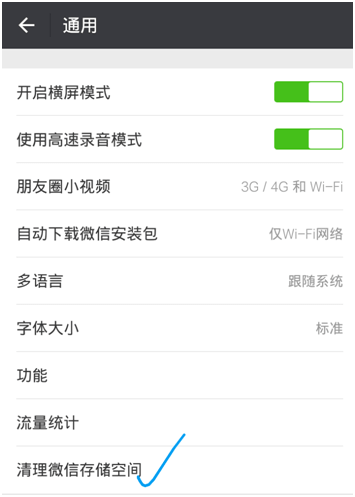 通用
开启横屏模式
使用高速录音模式
朋友圈小视频 3G / 4G 和 Wi-Fi
自动下载微信安装包 仅Wi-Fi网络
多语言 跟随系统
字体大小 标准
功能
流量统计
清理微信存储空间